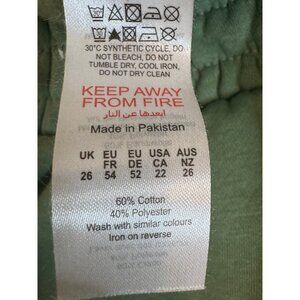 30°C SYNTHETIC CYCLE, DO
NOT BLEACH, DO NOT
TUMBLE DRY, COOL IRON,
DO NOT DRY CLEAN
KEEP AWAY
FROM FIRE
ابعدها عن النار
Made in Pakistan
UK EU EU USA AUS
FR DE CA NZ
26 54 52 22 26
60% Cotton
40% Polyester
Wash with similar colours
Iron on reverse